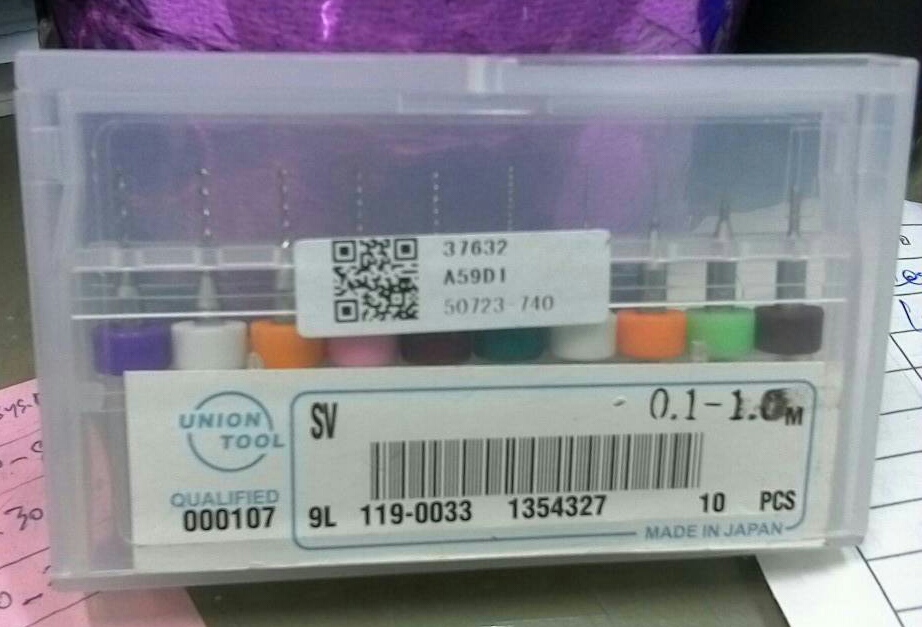 37632
A59D1
50723-740
UNION
TOOL
SV
0.1-1.0M
QUALIFIED
000107
9L 119-0033 1354327 10 PCS
MADE IN JAPAN
30